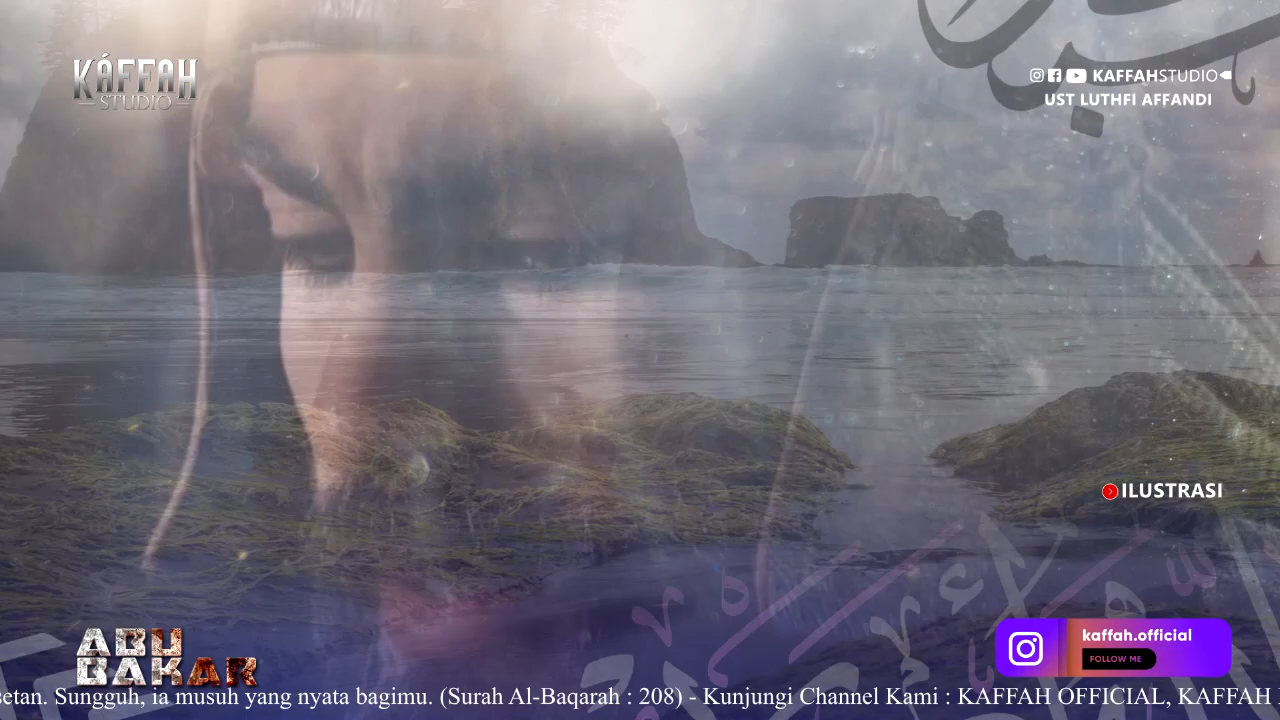 KÁFFAH
STUDIO
KAFFAHSTUDIO
UST LUTHFI AFFANDI
ILUSTRASI
kaffah.official
FOLLOW ME
ABU
BAKAR
setan. Sungguh, ia musuh yang nyata bagimu. (Surah Al-Baqarah : 208) - Kunjungi Channel Kami : KAFFAH OFFICIAL, KAFFAH